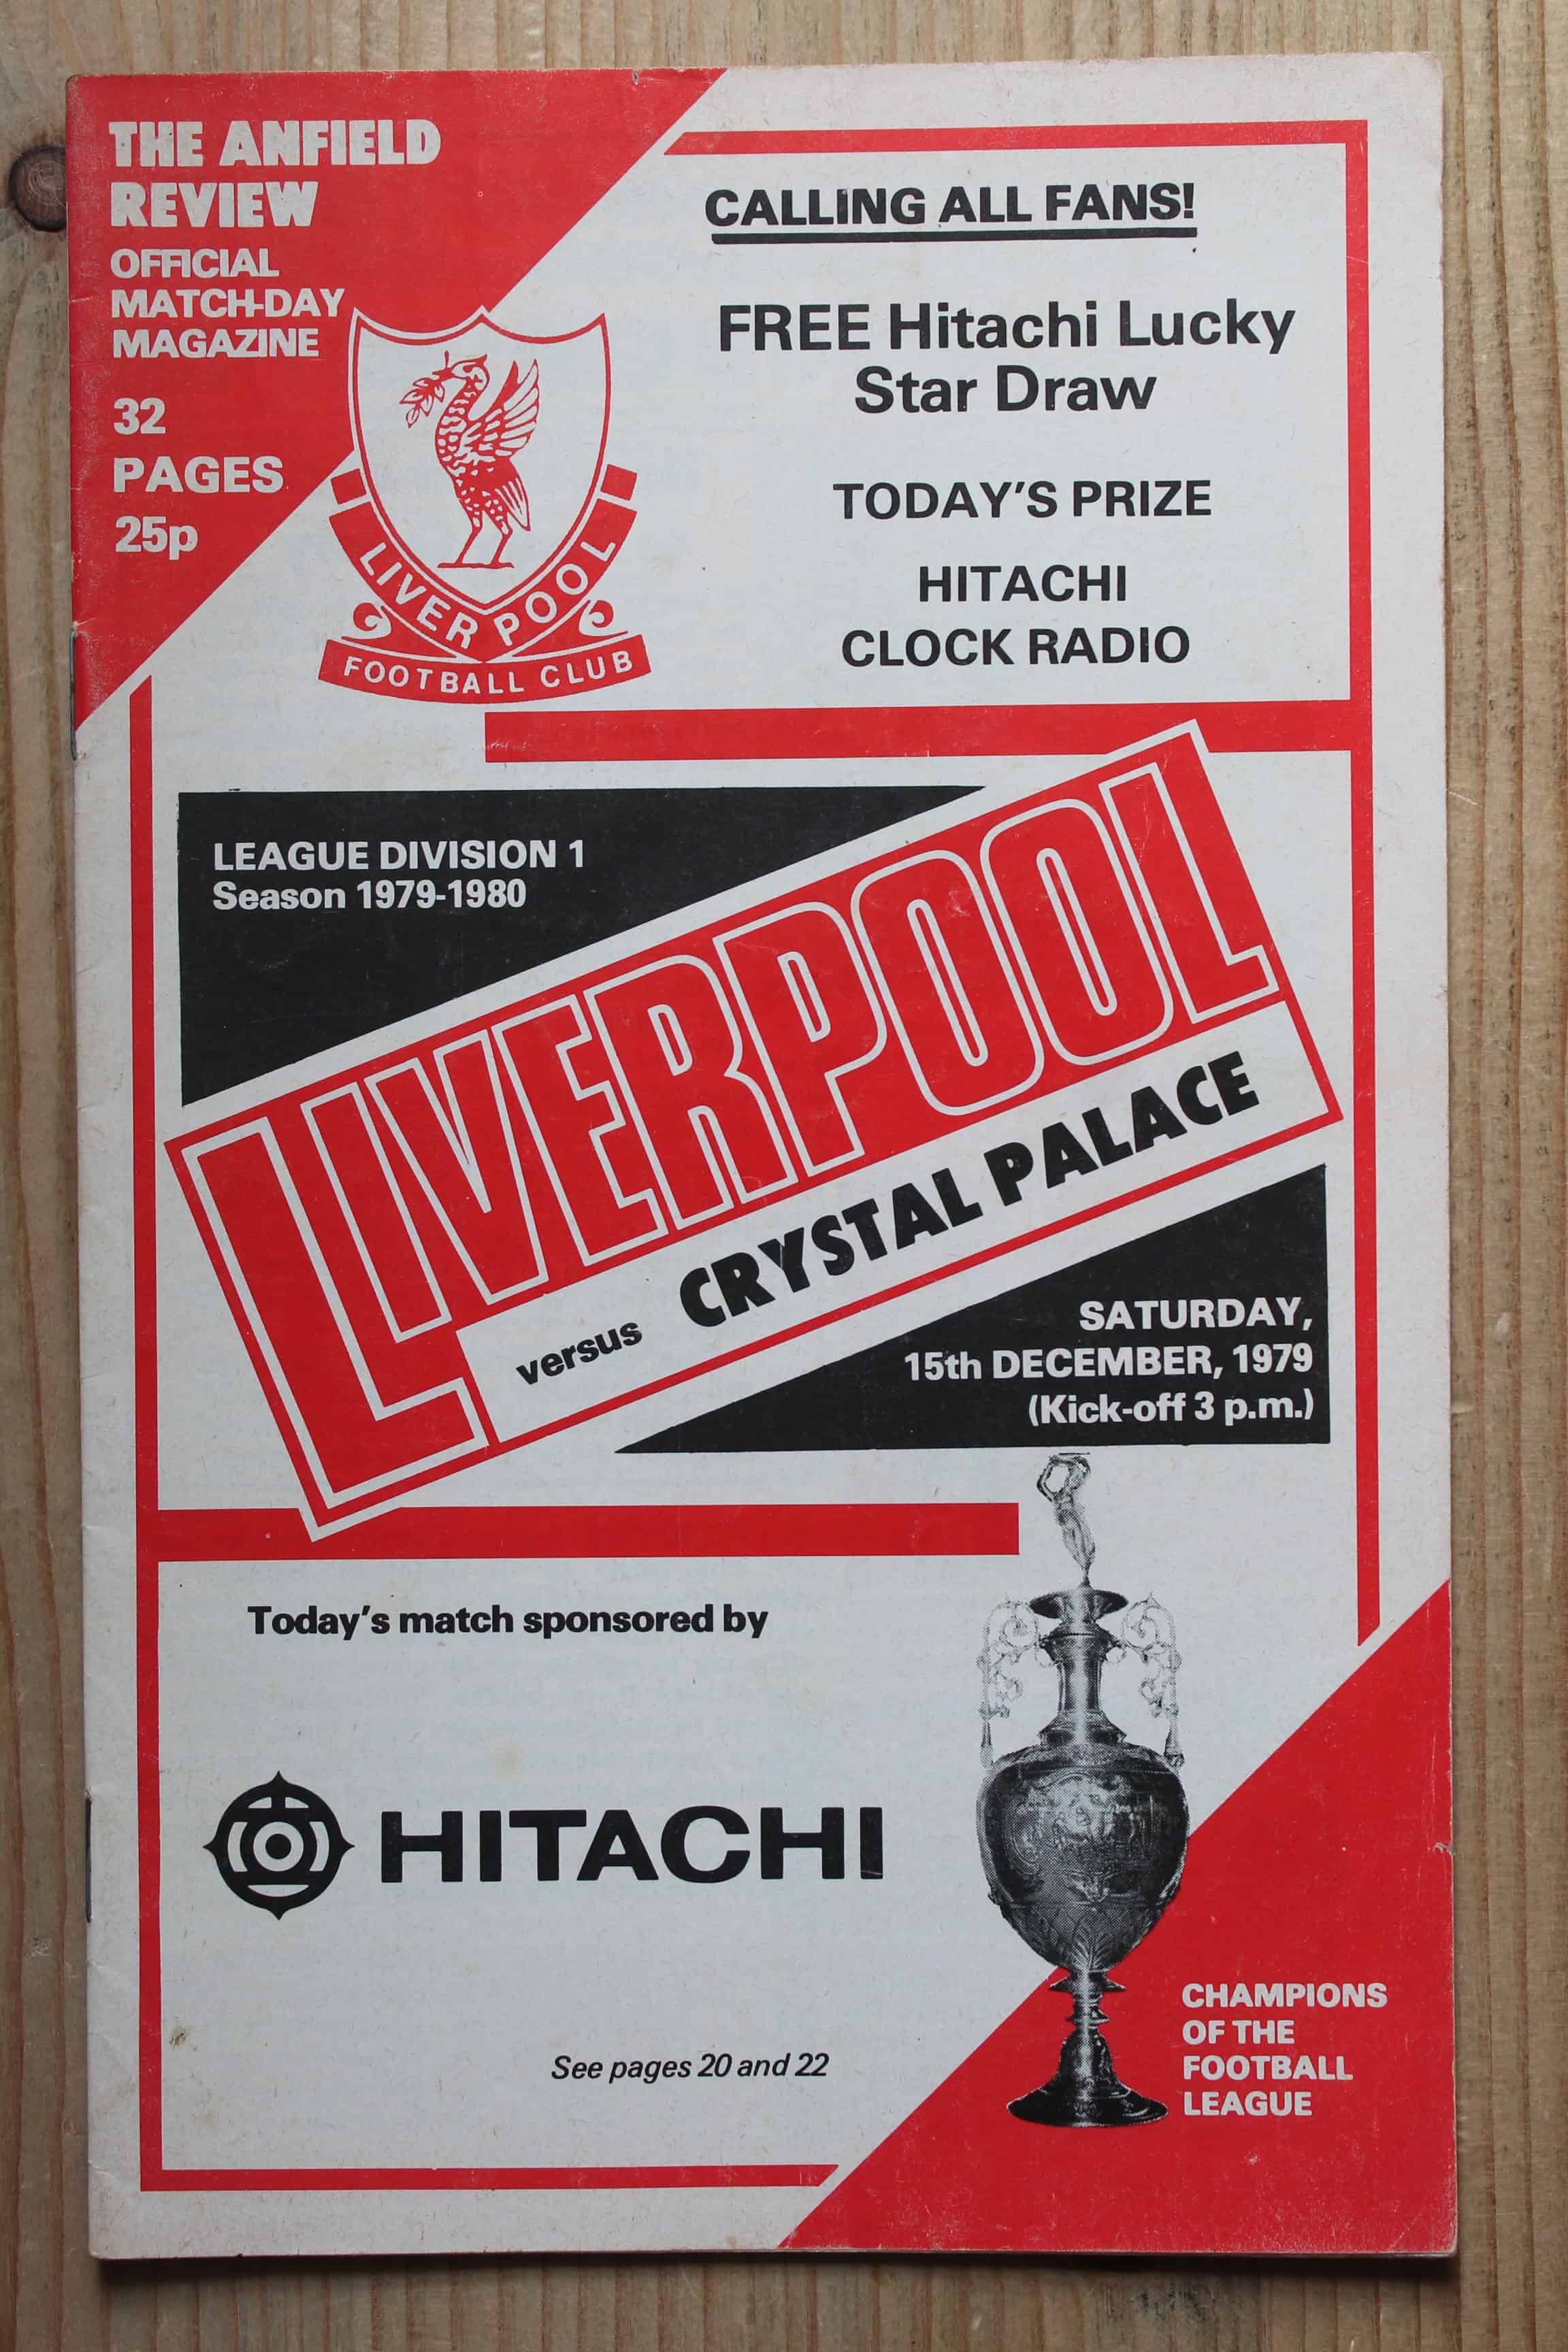 THE ANFIELD
REVIEW
OFFICIAL
MATCH-DAY
MAGAZINE
32
PAGES
25p
LIVERPOOL
FOOTBALL CLUB
CALLING ALL FANS!
FREE Hitachi Lucky
Star Draw
TODAY'S PRIZE
HITACHI
CLOCK RADIO
LEAGUE DIVISION 1
Season 1979-1980
LIVERPOOL
versus CRYSTAL PALACE
SATURDAY,
15th DECEMBER, 1979
(Kick-off 3 p.m.)
Today's match sponsored by
HITACHI
See pages 20 and 22
CHAMPIONS
OF THE
FOOTBALL
LEAGUE